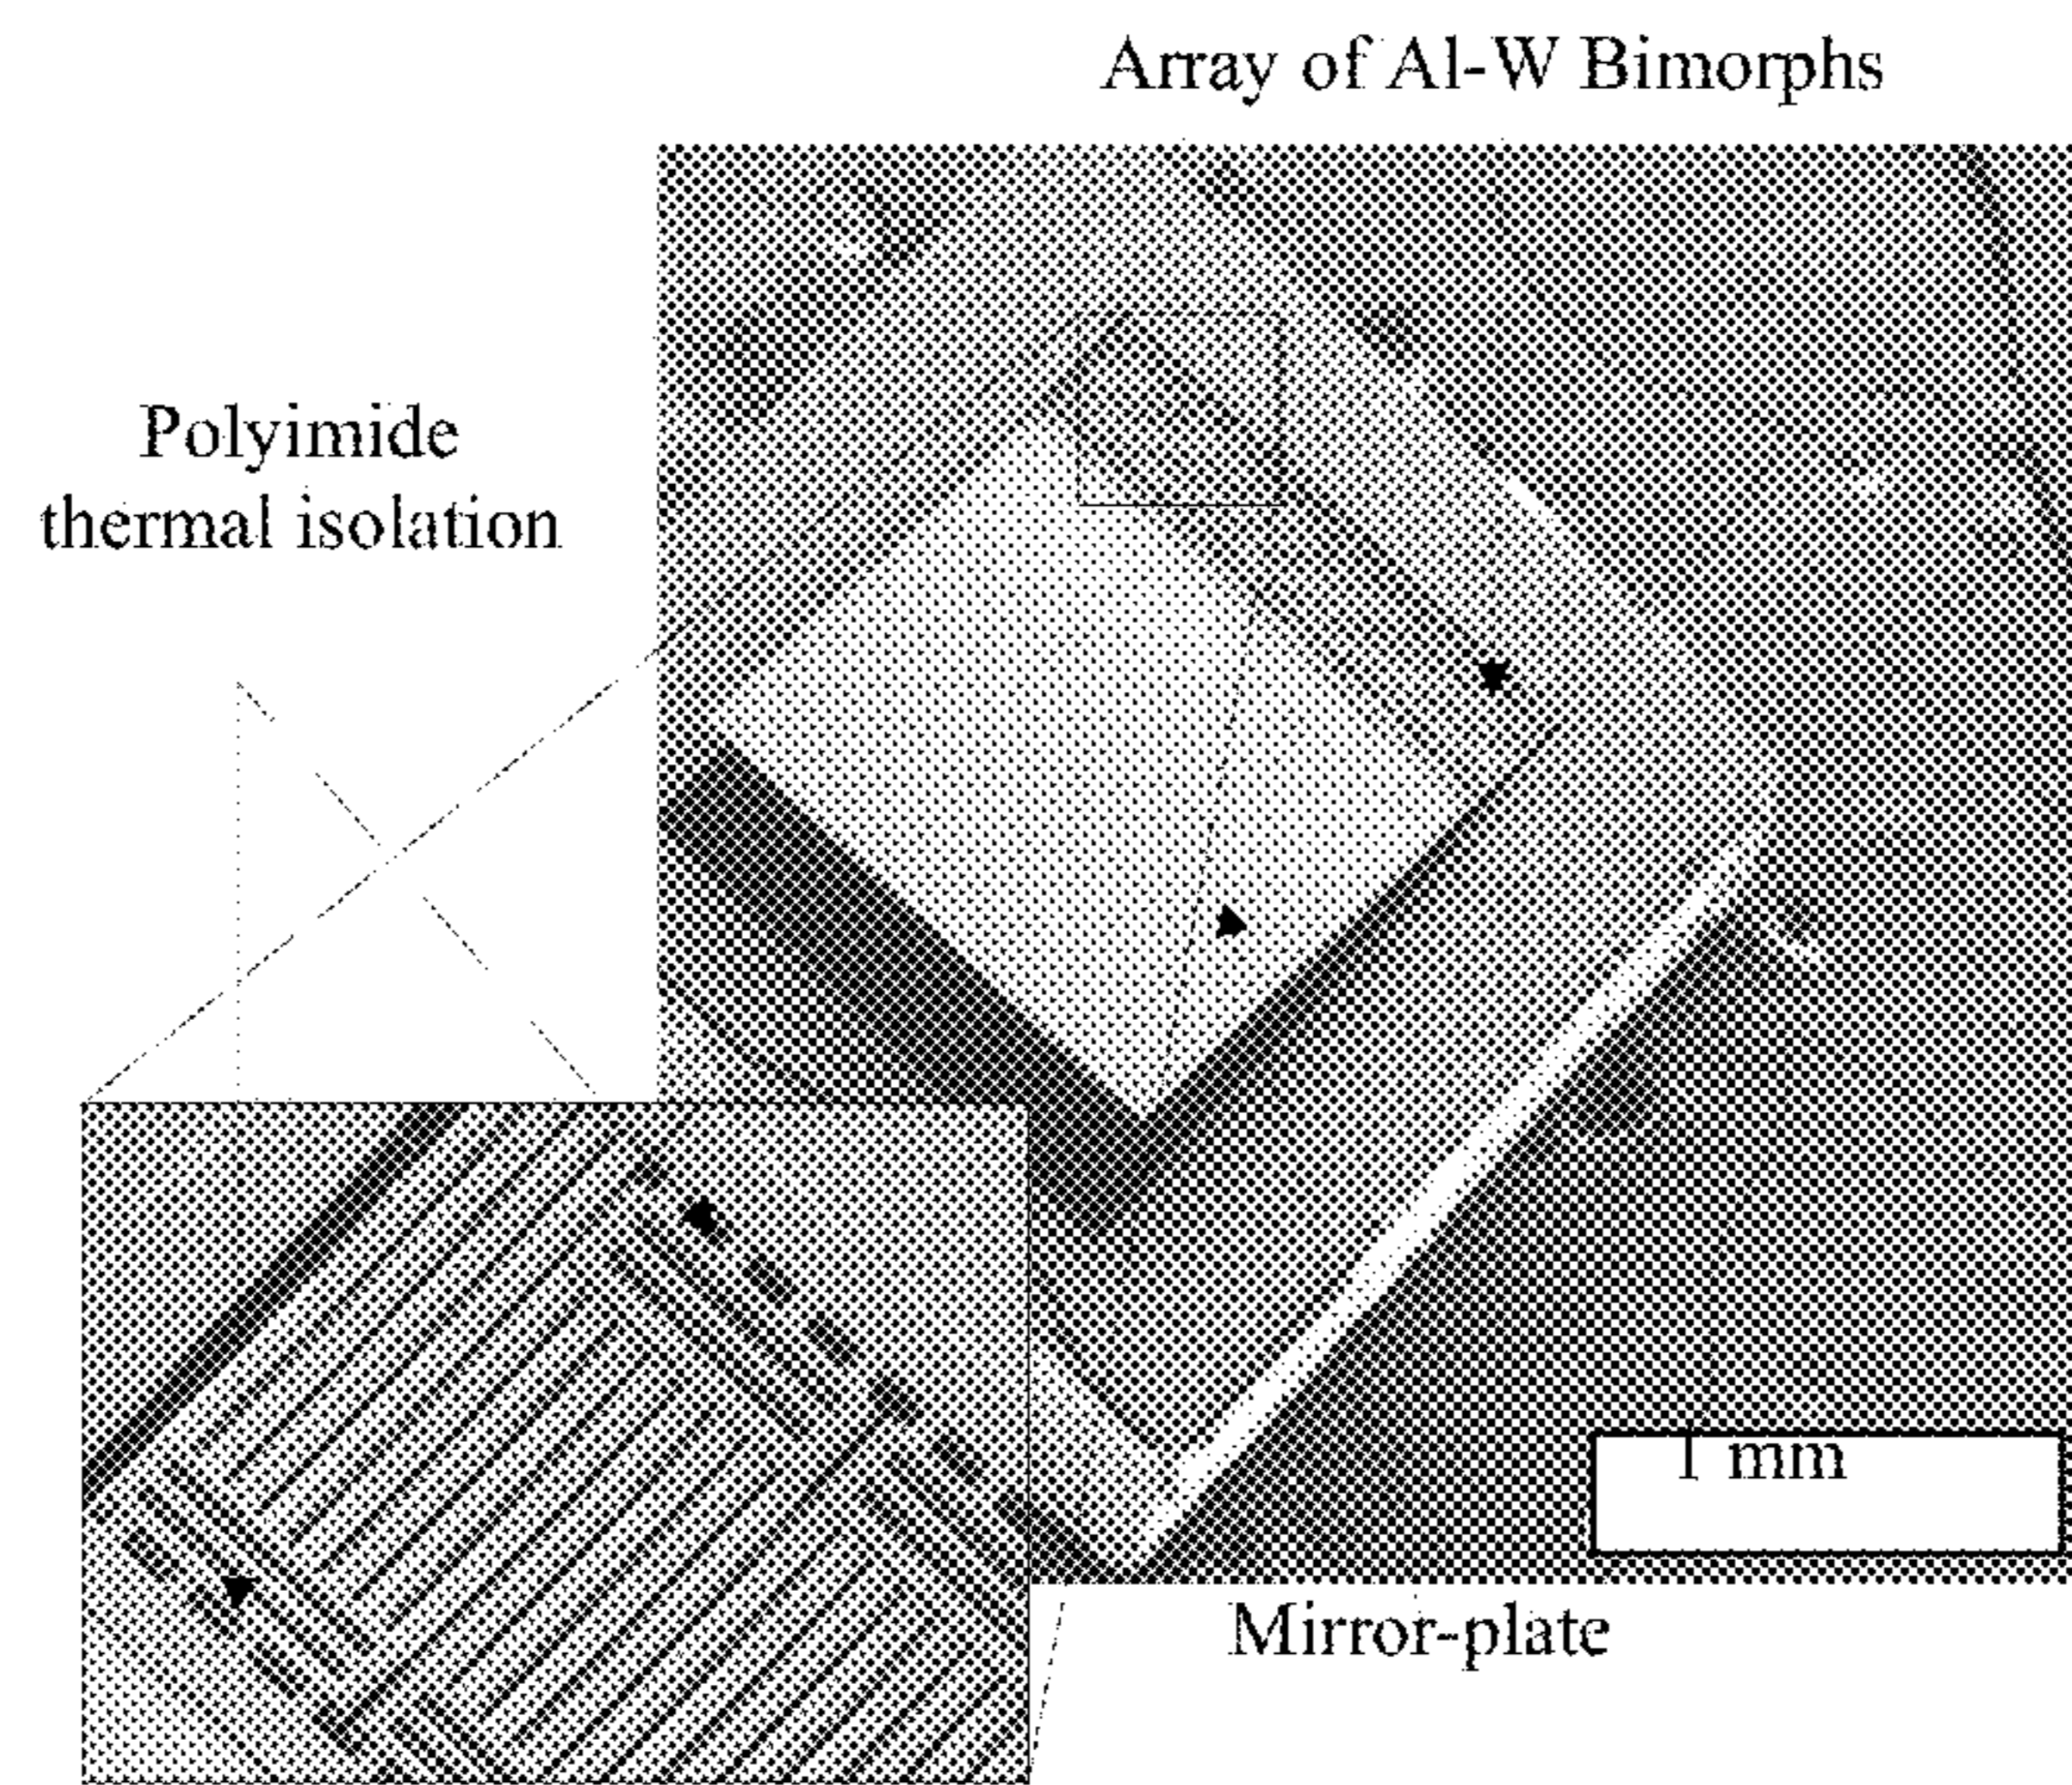 Array of Al-W Bimorphs
Polyimide
thermal isolation
1 mm
Mirror-plate